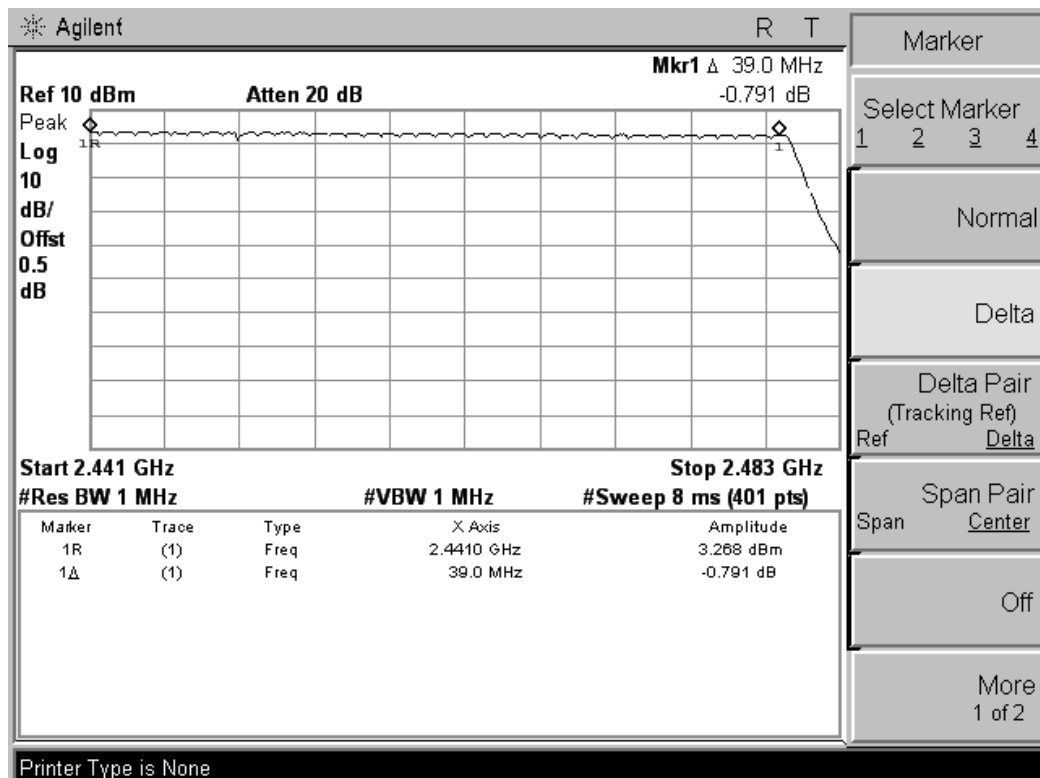 Agilent R T
Mkr1 Δ 39.0 MHz
Ref 10 dBm Atten 20 dB -0.791 dB
Peak
Log
10
dB/
Offst
0.5
dB
1R
1
Start 2.441 GHz Stop 2.483 GHz
#Res BW 1 MHz #VBW 1 MHz #Sweep 8 ms (401 pts)
Marker Trace Type X Axis Amplitude
1R (1) Freq 2.4410 GHz 3.268 dBm
1Δ (1) Freq 39.0 MHz -0.791 dB
Marker
Select Marker
1 2 3 4
Normal
Delta
Delta Pair
(Tracking Ref)
Ref Delta
Span Pair
Span Center
Off
More
1 of 2
Printer Type is None